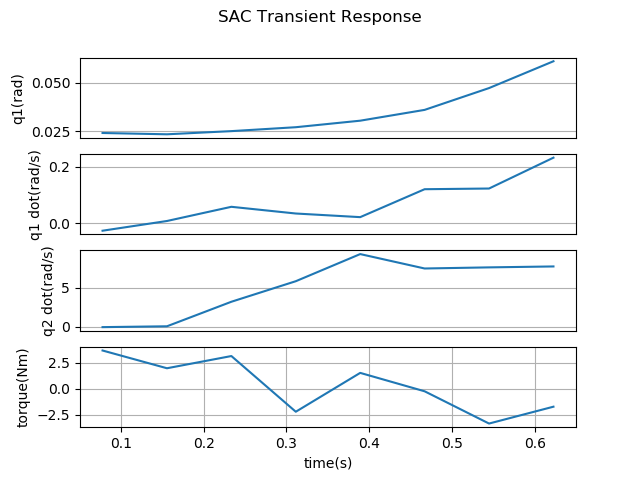 SAC Transient Response
q1(rad)
0.050
0.025
q1 dot(rad/s)
0.2
0.0
q2 dot(rad/s)
5
0
torque(Nm)
2.5
0.0
−2.5
0.1 0.2 0.3 0.4 0.5 0.6
time(s)